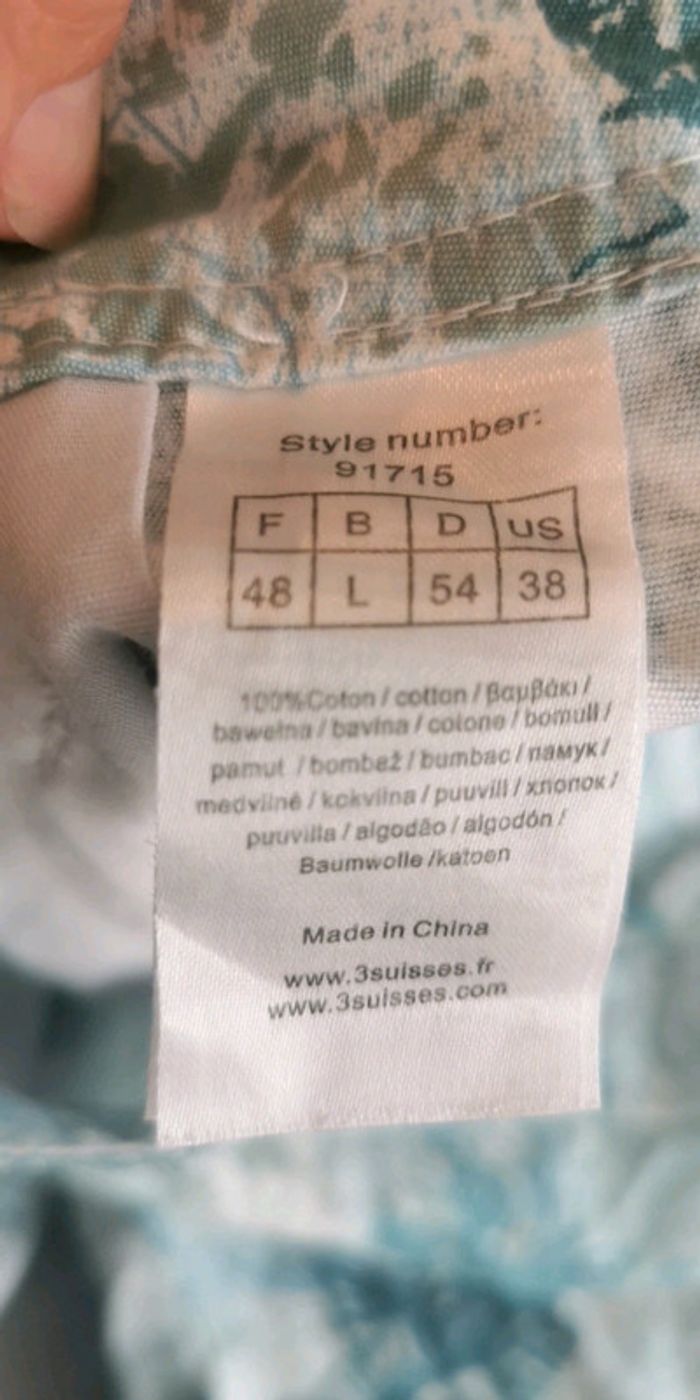 Style number:
91715
F B D US
48 L 54 38
100%Coton / cotton / βαμβάκι /
bawełna / bavlna / cotone / bomull /
pamut / bombež / bumbac / памук /
medvilnė / kokvilna / puuvill / хлопок /
puuvilla / algodão / algodón /
Baumwolle /katoen
Made in China
www.3suisses.fr
www.3suisses.com